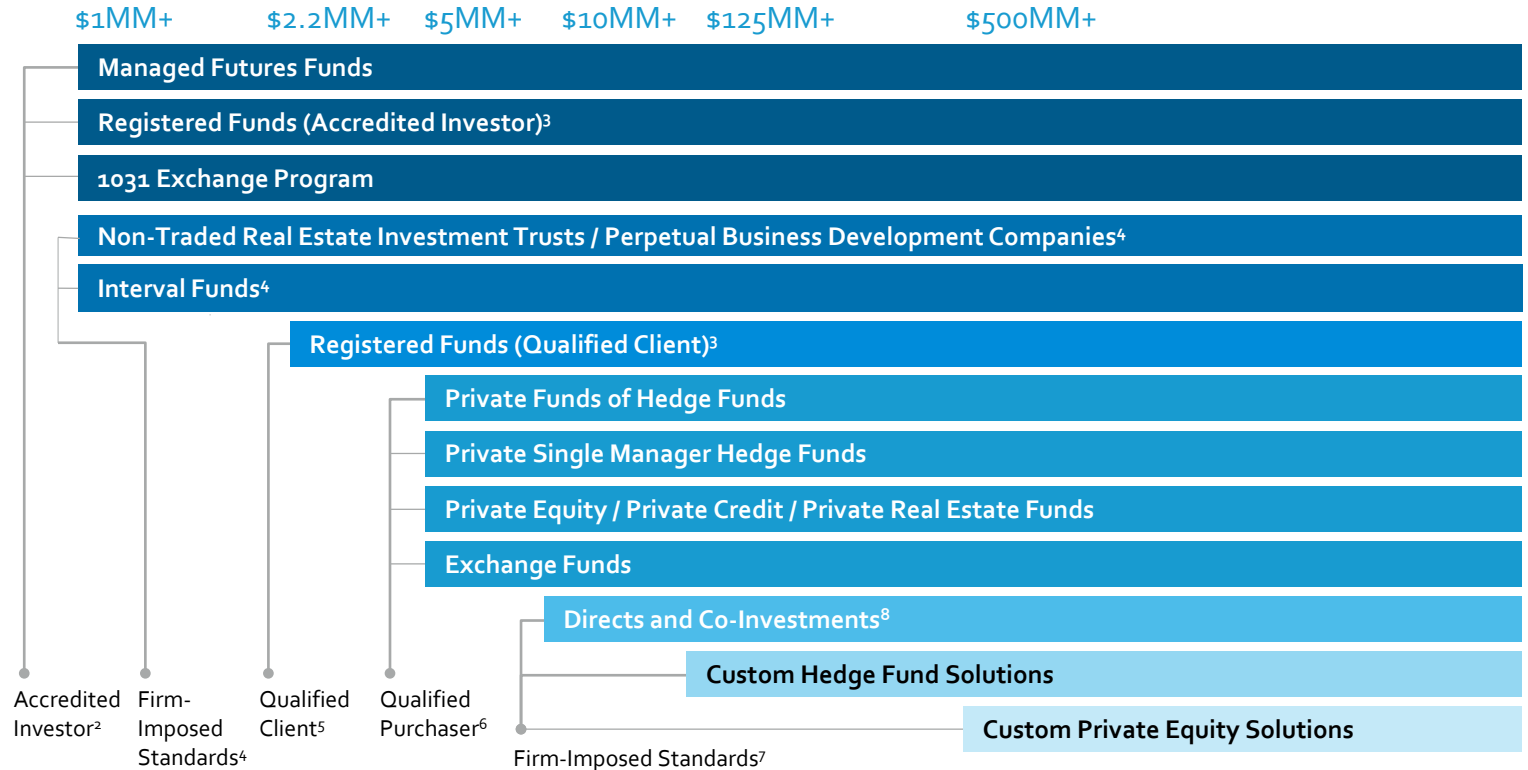 $1MM+ $2.2MM+ $5MM+ $10MM+ $125MM+ $500MM+
Managed Futures Funds
Registered Funds (Accredited Investor)³
1031 Exchange Program
Non-Traded Real Estate Investment Trusts / Perpetual Business Development Companies⁴
Interval Funds⁴
Registered Funds (Qualified Client)³
Private Funds of Hedge Funds
Private Single Manager Hedge Funds
Private Equity / Private Credit / Private Real Estate Funds
Exchange Funds
Directs and Co-Investments⁸
Custom Hedge Fund Solutions
Custom Private Equity Solutions
Accredited
Investor²
Firm-
Imposed
Standards⁴
Qualified
Client⁵
Qualified
Purchaser⁶
Firm-Imposed Standards⁷